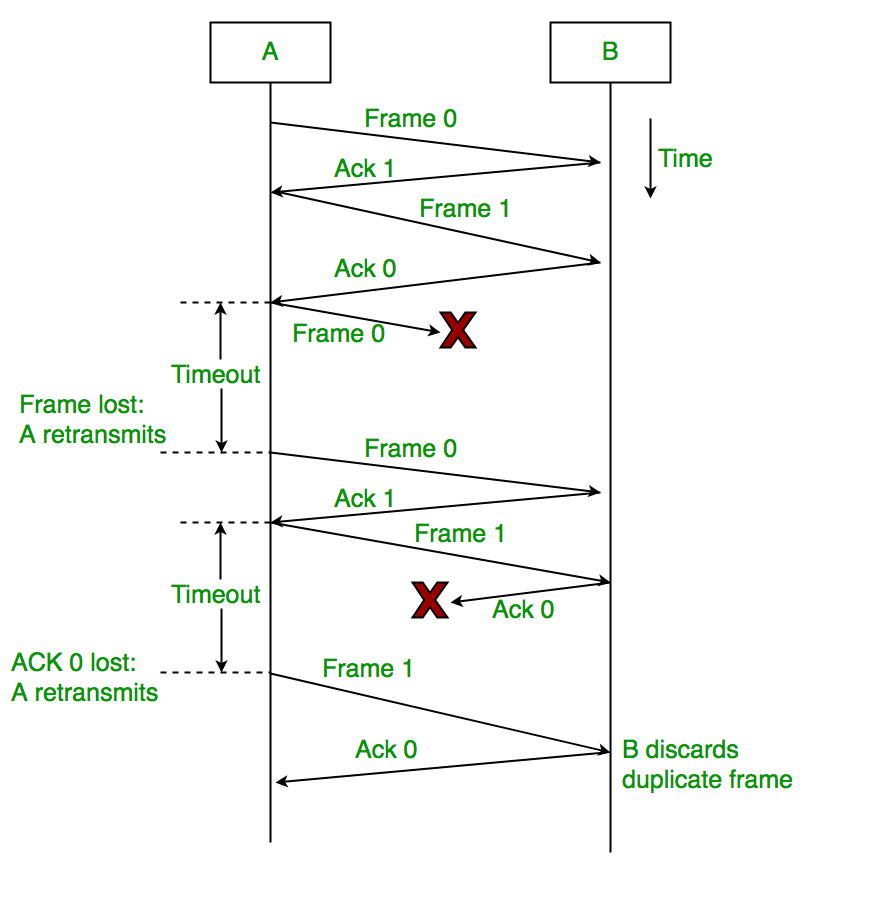 A
B
Frame 0
Time
Ack 1
Frame 1
Ack 0
Frame 0
Timeout
Frame lost:
A retransmits
Frame 0
Ack 1
Frame 1
Timeout
Ack 0
ACK 0 lost:
A retransmits
Frame 1
Ack 0
B discards
duplicate frame